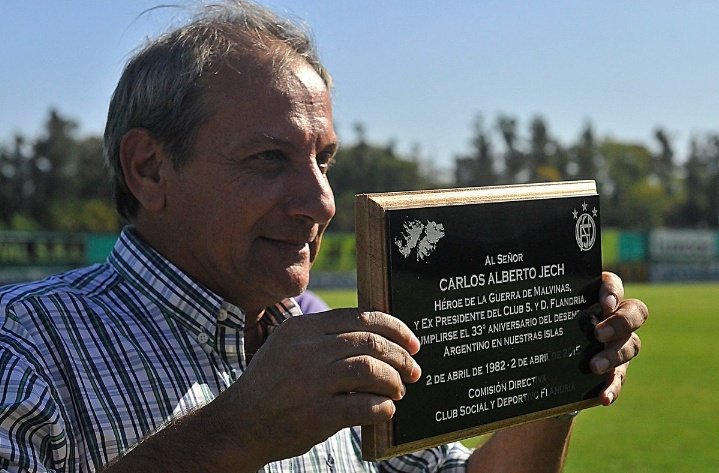 AL SEÑOR
CARLOS ALBERTO JECH
HÉROE DE LA GUERRA DE MALVINAS,
Y EX PRESIDENTE DEL CLUB S. Y D. FLANDRIA.
UMPLIRSE EL 33° ANIVERSARIO DEL DESEM
ARGENTINO EN NUESTRAS ISLAS
2 DE ABRIL DE 1982 - 2 DE ABRIL DE
COMISIÓN DIRECTIVA
CLUB SOCIAL Y DEPORTIVO FLANDRIA